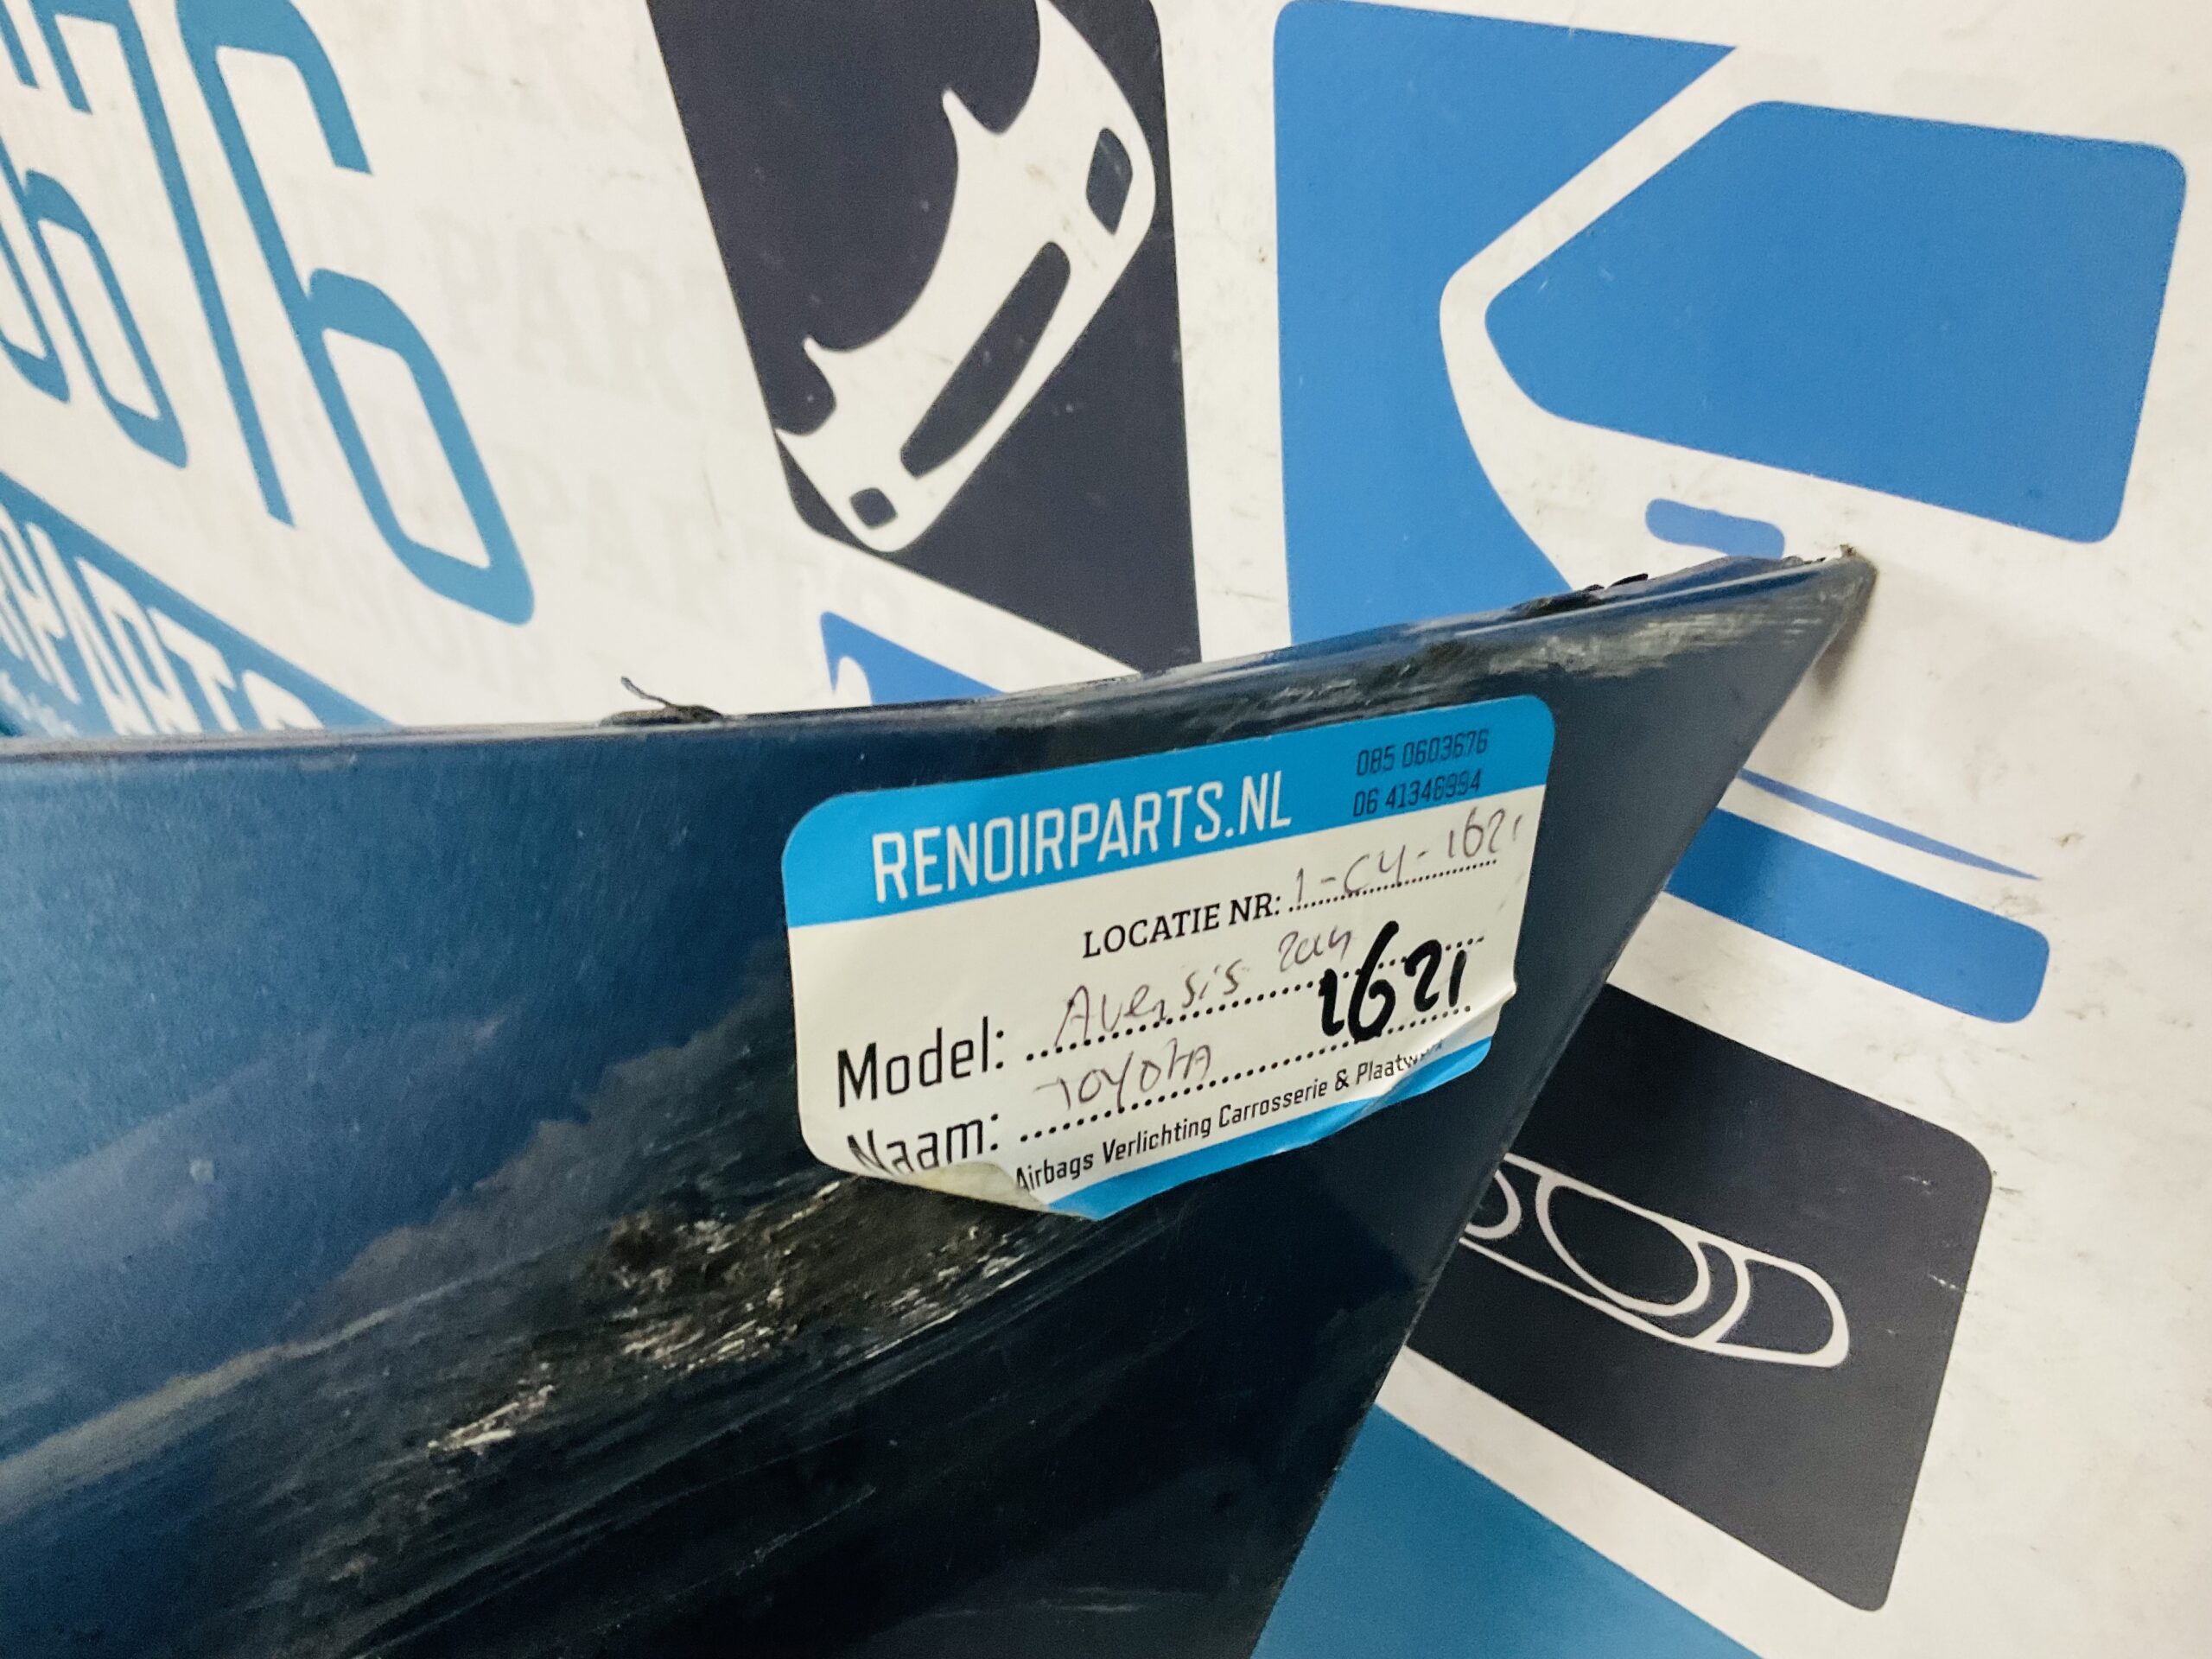 676
RENOIRPARTS.NL
085 0603676
06 41346994
LOCATIE NR: 1-C4-1621
Model: Avensis
1621
Naam: TOYOTA
Airbags Verlichting Carrosserie & Plaatwerk